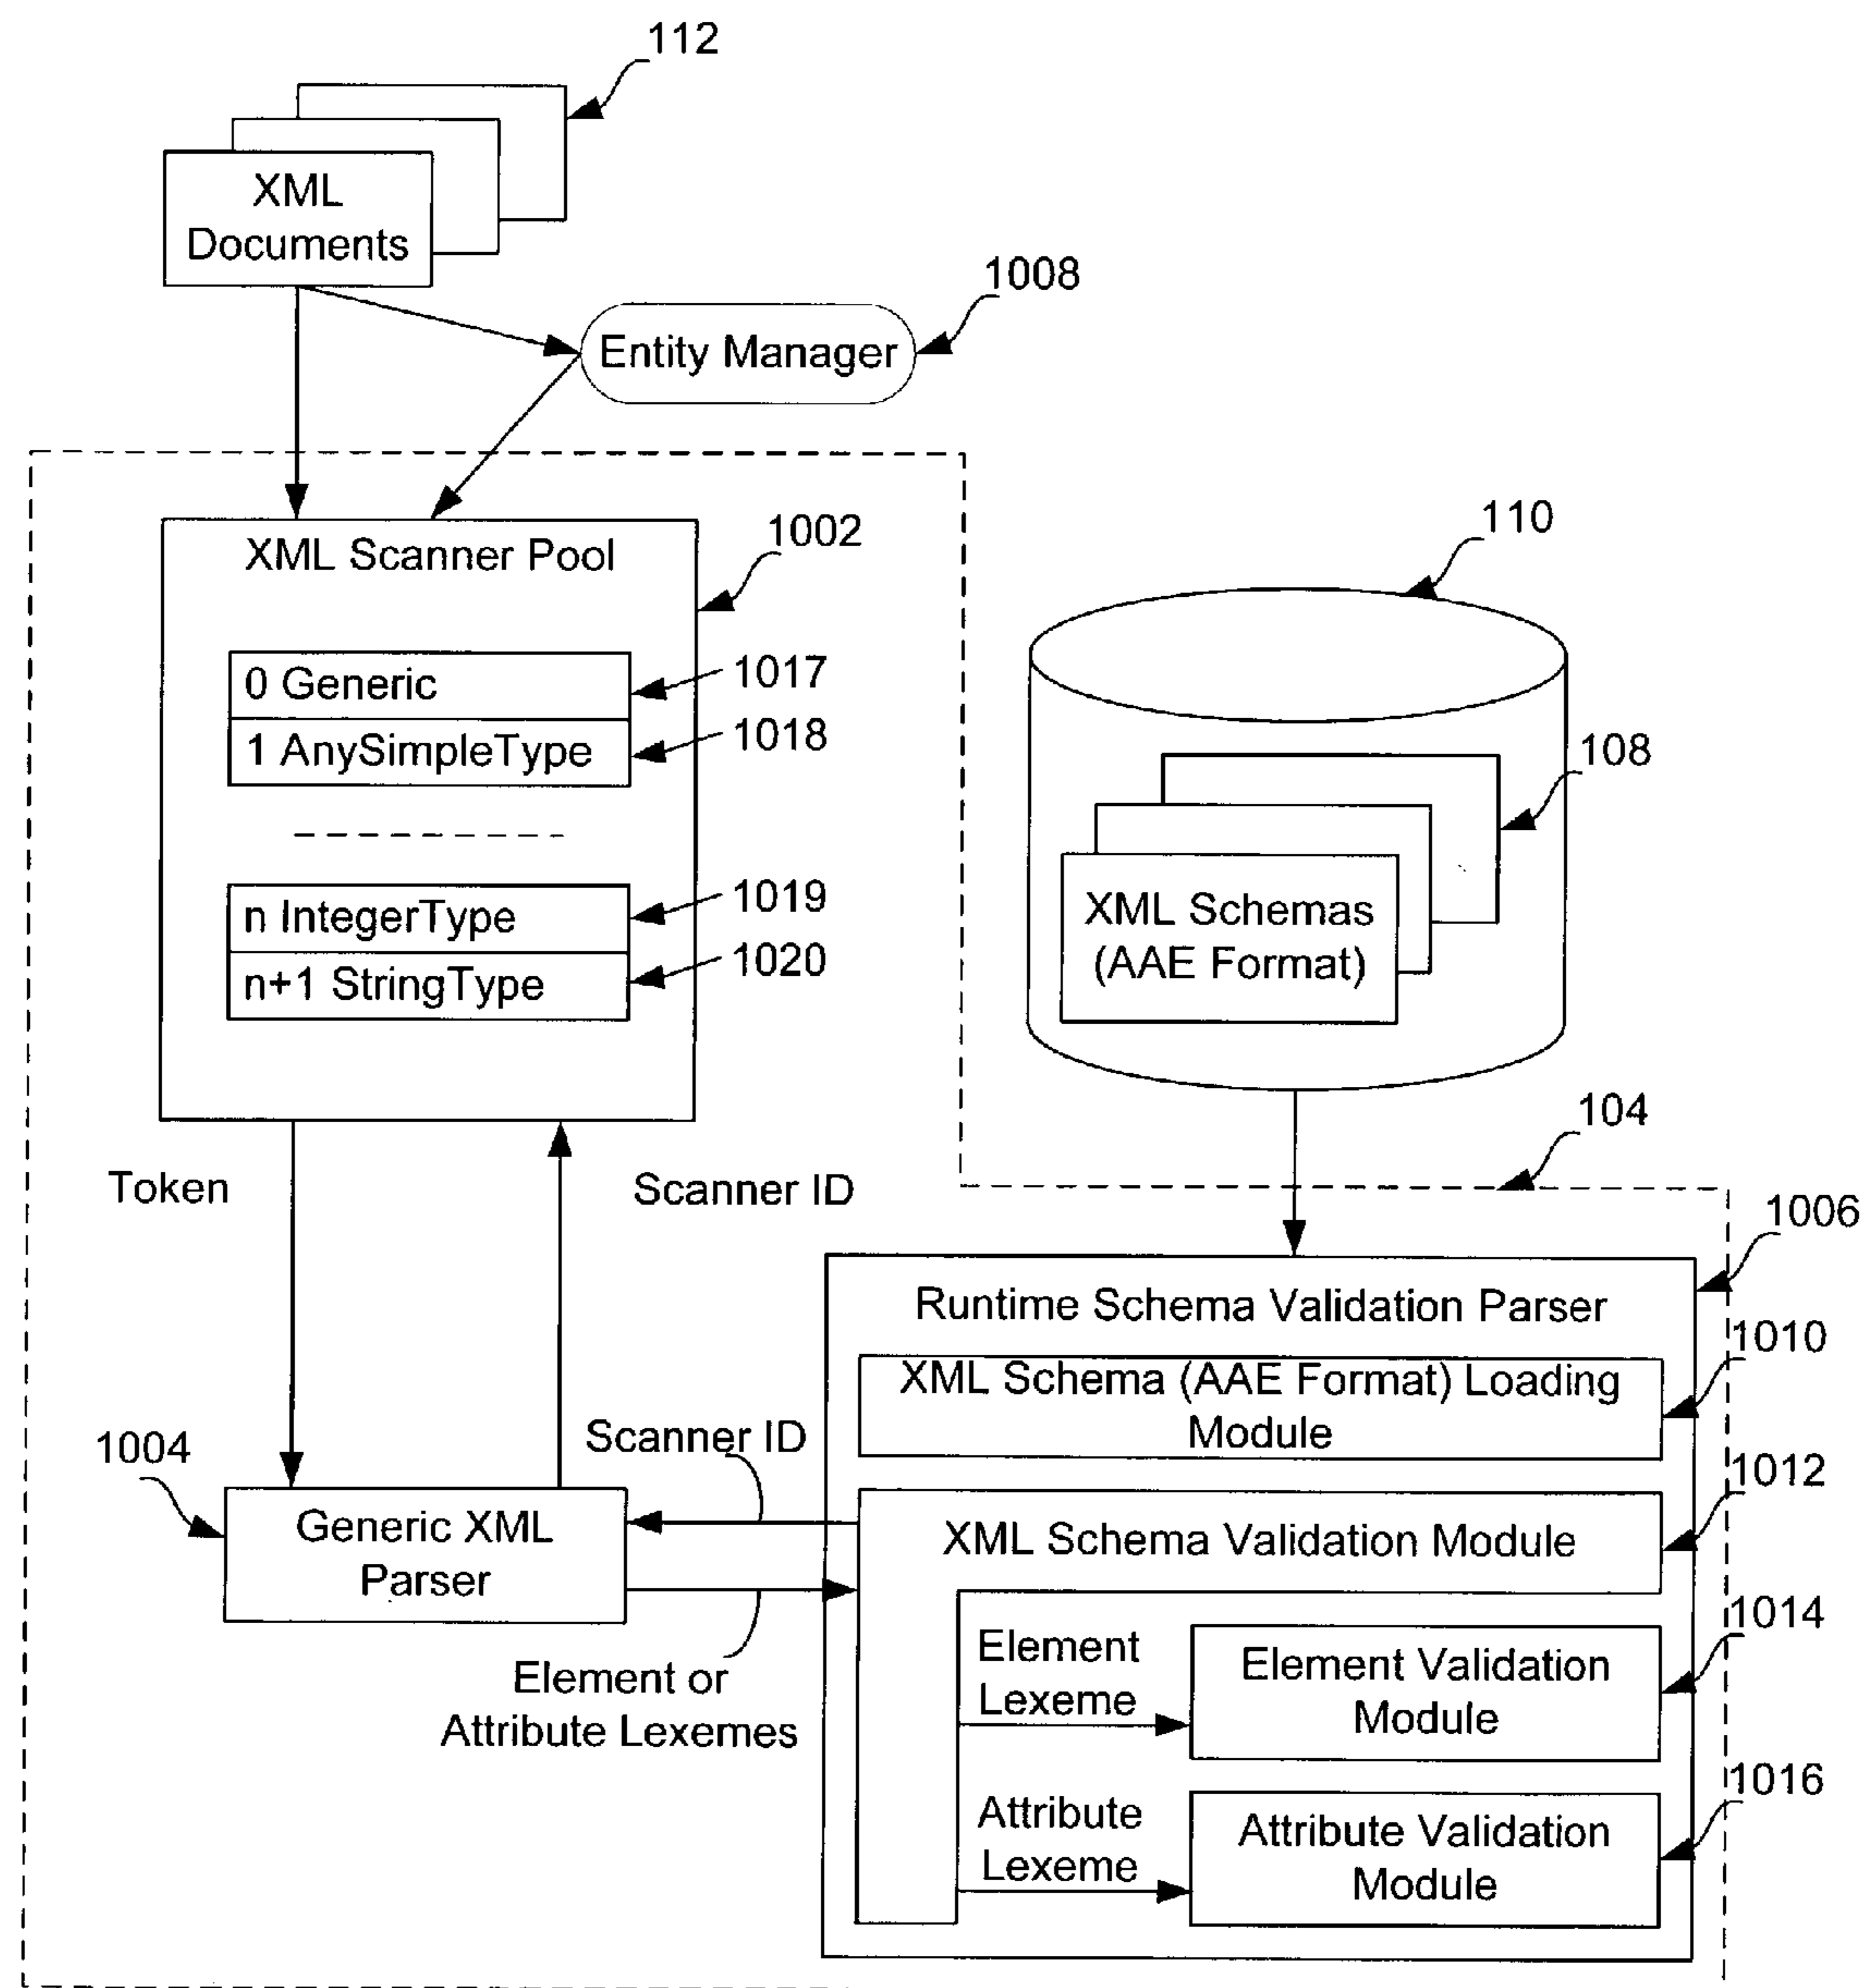 112
XML
Documents
1008
Entity Manager
1002
XML Scanner Pool
110
0 Generic
1017
1 AnySimpleType
1018
108
n IntegerType
1019
n+1 StringType
1020
XML Schemas
(AAE Format)
104
Token
Scanner ID
1006
Runtime Schema Validation Parser
1010
XML Schema (AAE Format) Loading
Module
Scanner ID
1004
1012
Generic XML
Parser
XML Schema Validation Module
1014
Element or
Attribute Lexemes
Element
Lexeme
Element Validation
Module
1016
Attribute
Lexeme
Attribute Validation
Module